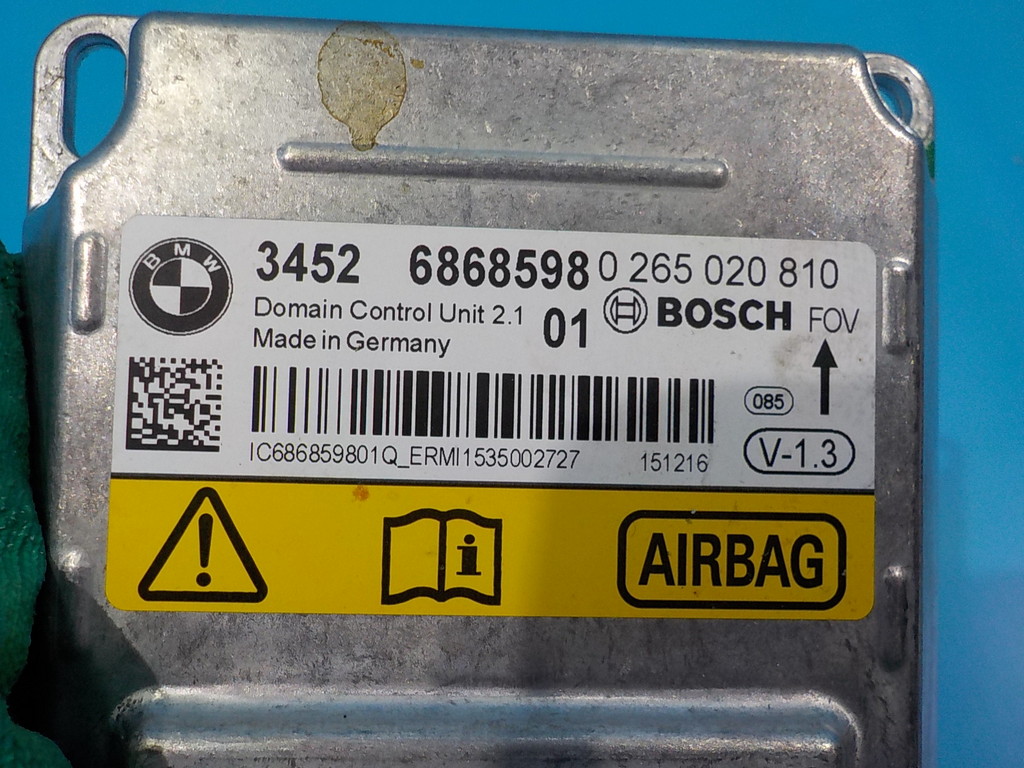 BMW
3452 6868598 0 265 020 810
Domain Control Unit 2.1 01 BOSCH FOV
Made in Germany
085
IC686859801Q_ERMI1535002727 151216 V-1.3
! i AIRBAG